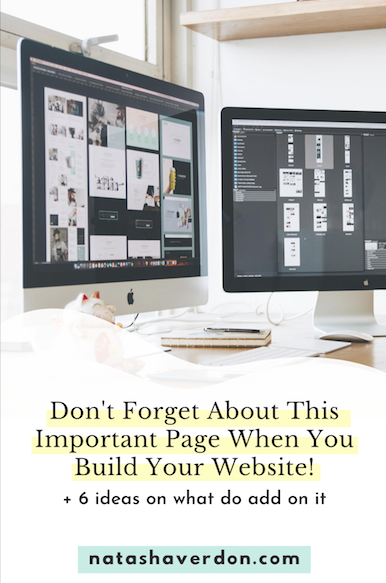 Don't Forget About This
Important Page When You
Build Your Website!
+ 6 ideas on what do add on it
natashaverdon.com